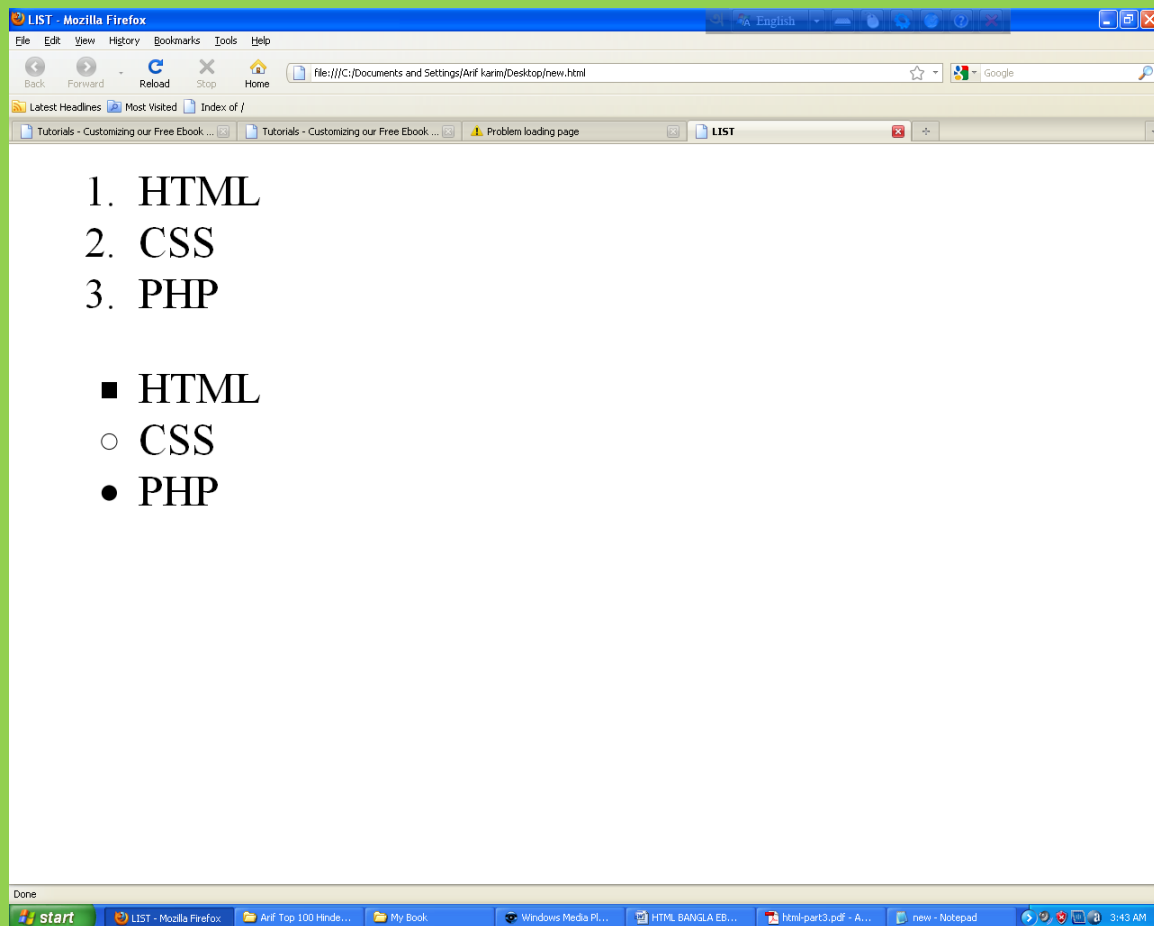 LIST - Mozilla Firefox
English
File Edit View History Bookmarks Tools Help
Back Forward Reload Stop Home file:///C:/Documents and Settings/Arif karim/Desktop/new.html Google
Latest Headlines Most Visited Index of /
Tutorials - Customizing our Free Ebook ... Tutorials - Customizing our Free Ebook ... Problem loading page LIST
1. HTML
2. CSS
3. PHP
■ HTML
○ CSS
● PHP
Done
start LIST - Mozilla Firefox Arif Top 100 Hinde... My Book Windows Media Pl... HTML BANGLA EB... html-part3.pdf - A... new - Notepad 3:43 AM